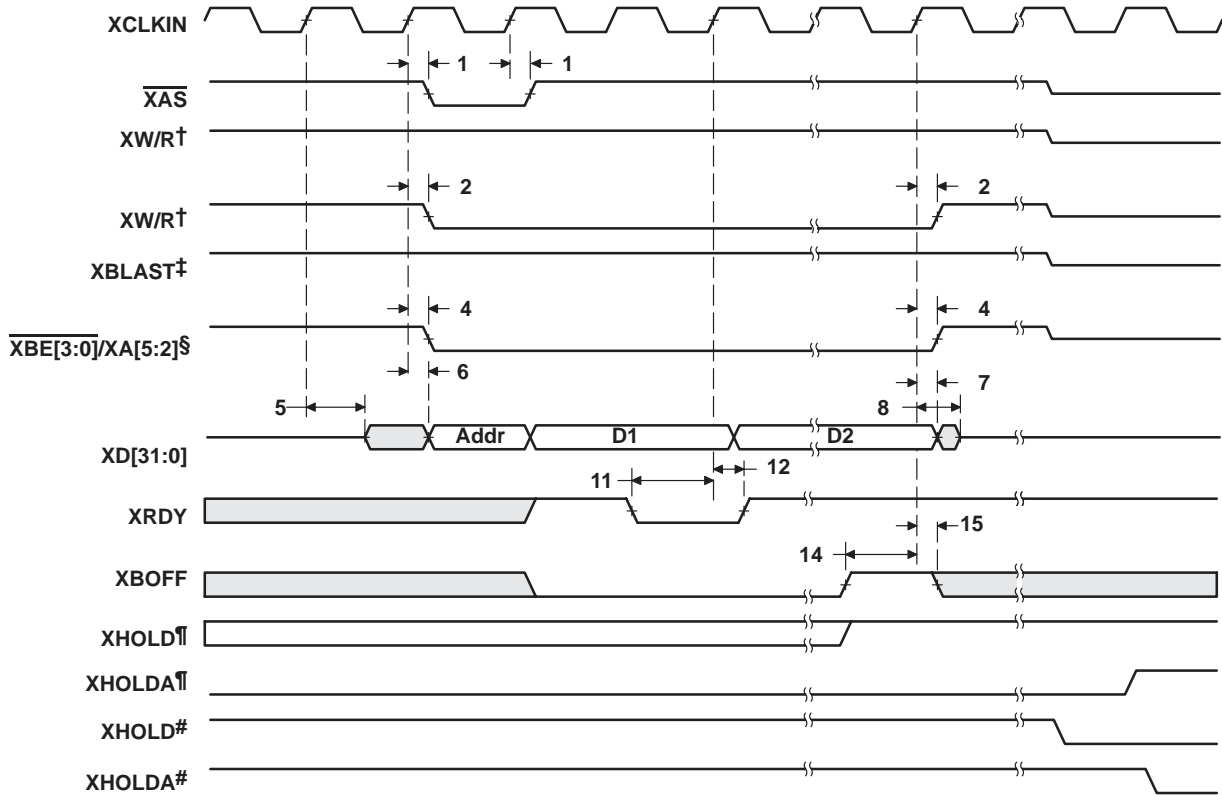 XCLKIN
1 1
XAS
XW/R†
2 2
XW/R†
XBLAST‡
4 4
XBE[3:0]/XA[5:2]§
6 7
5 8
XD[31:0] Addr D1 D2
11 12
XRDY
15
14
XBOFF
XHOLD¶
XHOLDA¶
XHOLD#
XHOLDA#